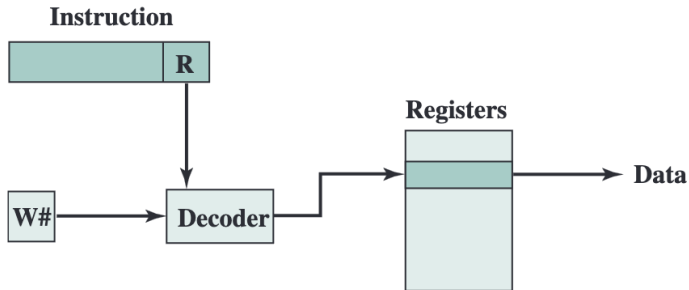 Instruction
R
Registers
Data
W#
Decoder